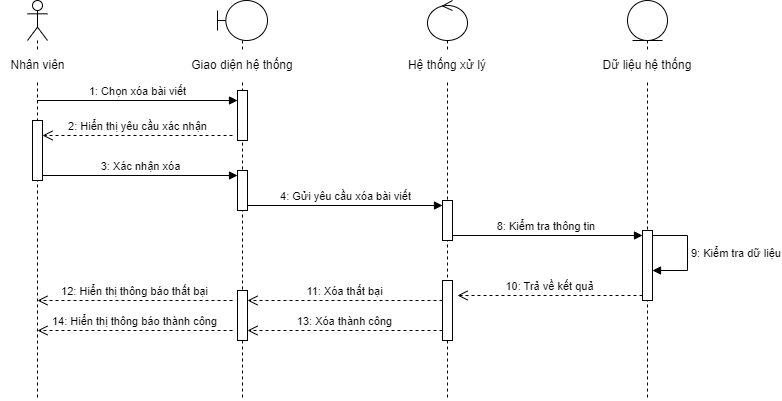 Nhân viên
Giao diện hệ thống
Hệ thống xử lý
Dữ liệu hệ thống
1: Chọn xóa bài viết
2: Hiển thị yêu cầu xác nhận
3: Xác nhận xóa
4: Gửi yêu cầu xóa bài viết
8: Kiểm tra thông tin
9: Kiểm tra dữ liệu
10: Trả về kết quả
11: Xóa thất bại
12: Hiển thị thông báo thất bại
13: Xóa thành công
14: Hiển thị thông báo thành công